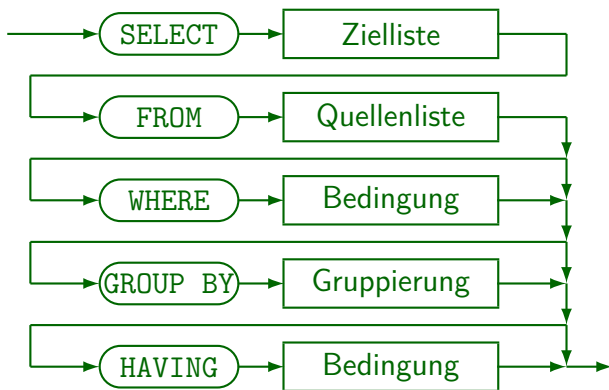 SELECT Zielliste
FROM Quellenliste
WHERE Bedingung
GROUP BY Gruppierung
HAVING Bedingung